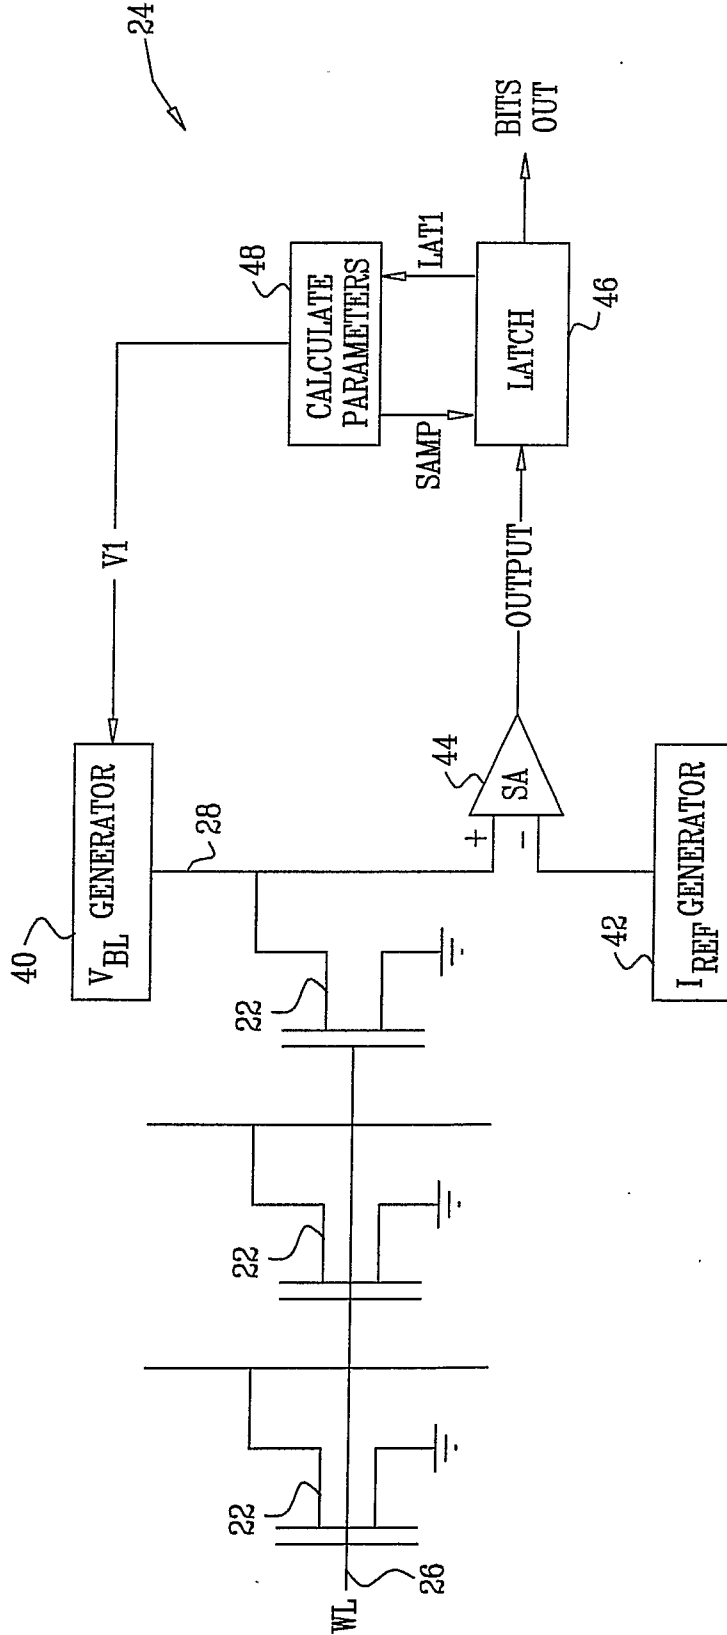 24
40
V_BL GENERATOR
V1
48
CALCULATE
PARAMETERS
28
SAMP
LAT1
22
22
22
WL
26
+
−
44
SA
OUTPUT
LATCH
46
BITS
OUT
42
I_REF GENERATOR